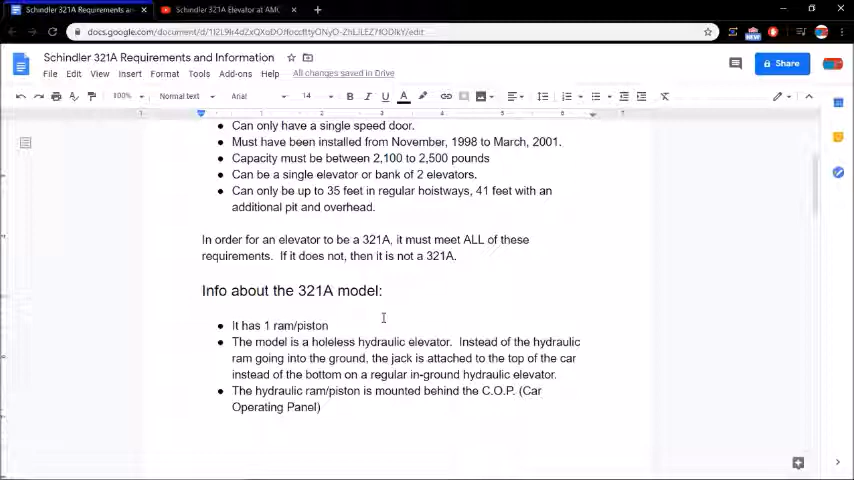 Schindler 321A Requirements an
Schindler 321A Elevator at AM
Schindler 321A Requirements and Information
All changes saved in Drive
File Edit View Insert Format Tools Add-ons Help
Share
100% Normal text Arial 14 B I U A
Can only have a single speed door.
Must have been installed from November, 1998 to March, 2001.
Capacity must be between 2,100 to 2,500 pounds
Can be a single elevator or bank of 2 elevators.
Can only be up to 35 feet in regular hoistways, 41 feet with an
additional pit and overhead.
In order for an elevator to be a 321A, it must meet ALL of these
requirements. If it does not, then it is not a 321A.
Info about the 321A model:
It has 1 ram/piston
The model is a holeless hydraulic elevator. Instead of the hydraulic
ram going into the ground, the jack is attached to the top of the car
instead of the bottom on a regular in-ground hydraulic elevator.
The hydraulic ram/piston is mounted behind the C.O.P. (Car
Operating Panel)